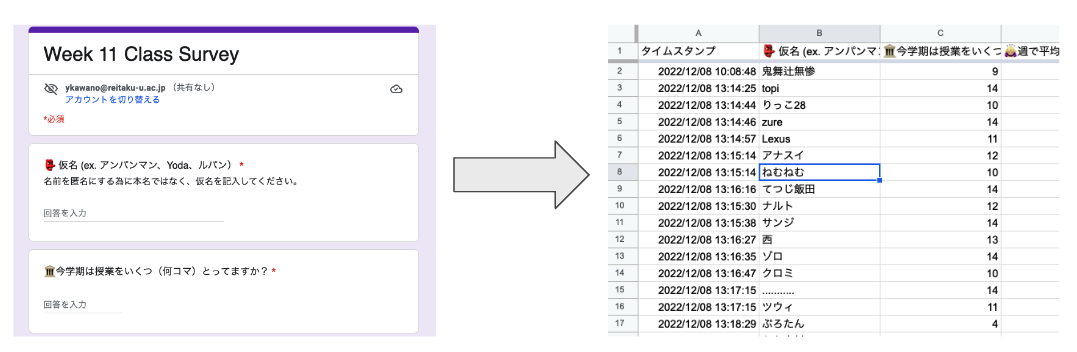 Week 11 Class Survey
ykawano@reitaku-u.ac.jp （共有なし）
アカウントを切り替える
*必須
👺 仮名 (ex. アンパンマン、Yoda、ルパン） *
名前を匿名にする為に本名ではなく、仮名を記入してください。
回答を入力
🏛今学期は授業をいくつ（何コマ）とってますか？ *
回答を入力
A B C
1 タイムスタンプ 👺 仮名 (ex. アンパンマ 🏛今学期は授業をいくつ 週で平均
2 2022/12/08 10:08:48 鬼舞辻無惨 9
3 2022/12/08 13:14:25 topi 14
4 2022/12/08 13:14:44 りっこ28 10
5 2022/12/08 13:14:46 zure 14
6 2022/12/08 13:14:57 Lexus 11
7 2022/12/08 13:15:14 アナスイ 12
8 2022/12/08 13:15:14 ねむねむ 10
9 2022/12/08 13:16:16 てつじ飯田 14
10 2022/12/08 13:15:30 ナルト 12
11 2022/12/08 13:15:38 サンジ 14
12 2022/12/08 13:16:27 西 13
13 2022/12/08 13:16:35 ゾロ 14
14 2022/12/08 13:16:47 クロミ 10
15 2022/12/08 13:17:15 ........... 14
16 2022/12/08 13:17:15 ツウィ 11
17 2022/12/08 13:18:29 ぷろたん 4